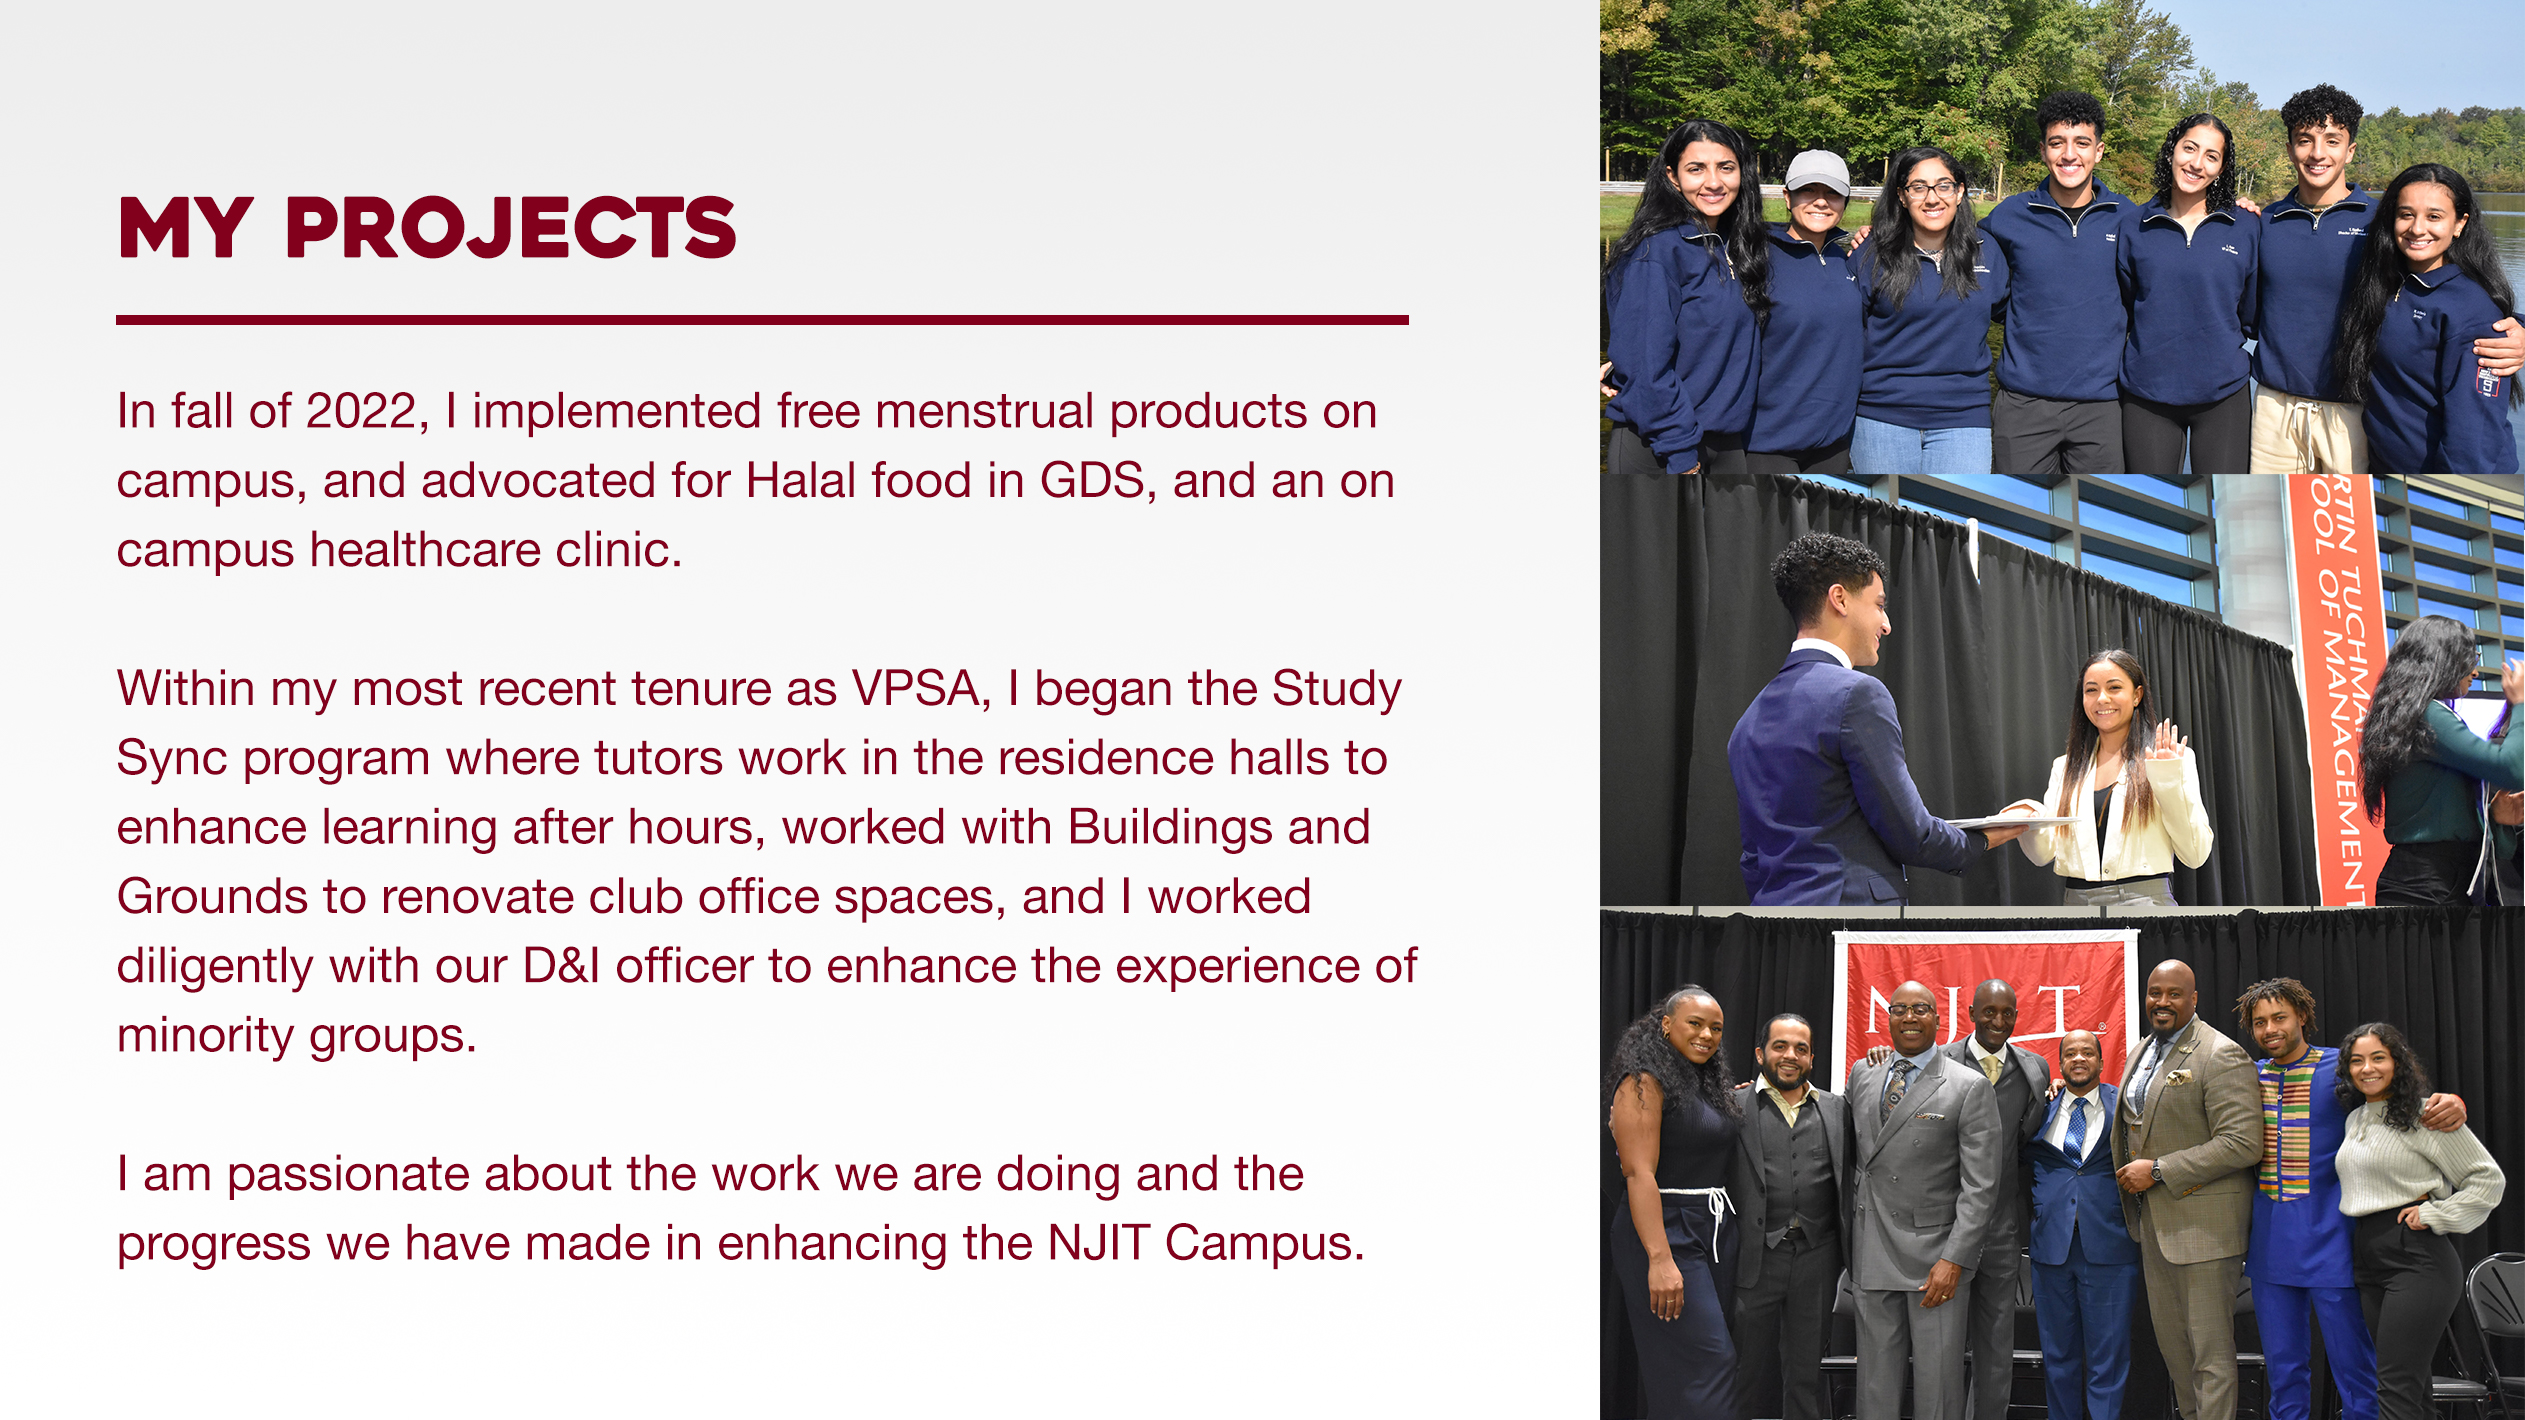 MY PROJECTS
In fall of 2022, I implemented free menstrual products on
campus, and advocated for Halal food in GDS, and an on
campus healthcare clinic.
Within my most recent tenure as VPSA, I began the Study
Sync program where tutors work in the residence halls to
enhance learning after hours, worked with Buildings and
Grounds to renovate club office spaces, and I worked
diligently with our D&I officer to enhance the experience of
minority groups.
I am passionate about the work we are doing and the
progress we have made in enhancing the NJIT Campus.
RTIN TUCHMA
OOL OF MANAGEMENT
NJIT